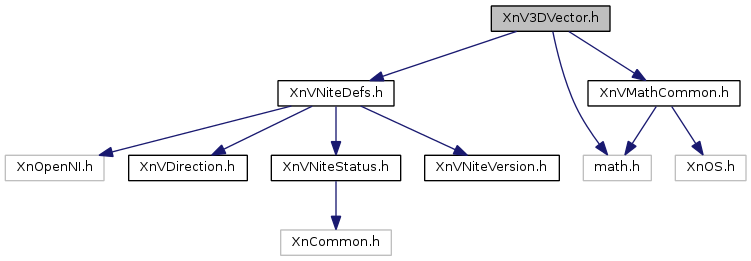 XnV3DVector.h
XnVNiteDefs.h
XnVMathCommon.h
XnOpenNI.h
XnVDirection.h
XnVNiteStatus.h
XnVNiteVersion.h
math.h
XnOS.h
XnCommon.h